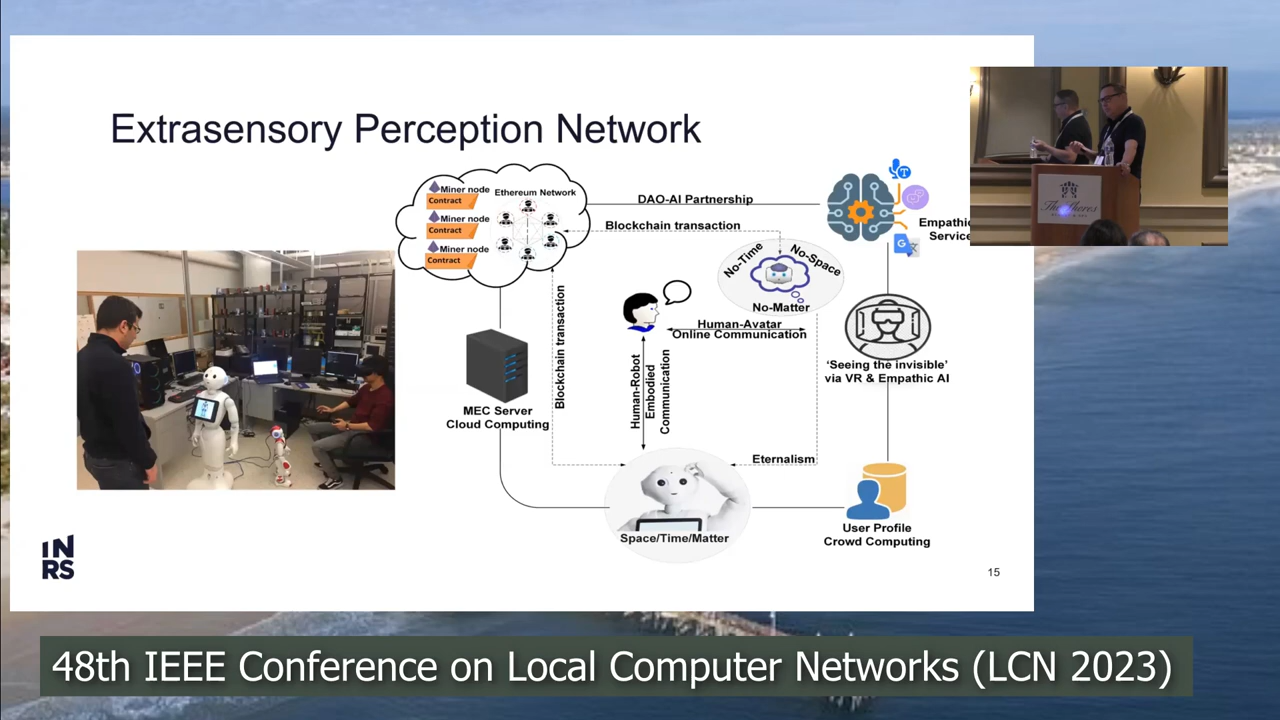 Extrasensory Perception Network
Miner node
Contract
Miner node
Contract
Miner node
Contract
Ethereum Network
DAO-AI Partnership
Blockchain transaction
Empathic
Service
No-Time
No-Space
No-Matter
Human-Avatar
Online Communication
Blockchain transaction
Human-Robot
Embodied
Communication
MEC Server
Cloud Computing
'Seeing the invisible'
via VR & Empathic AI
Eternalism
Space/Time/Matter
User Profile
Crowd Computing
T
G
IN
RS
15
48th IEEE Conference on Local Computer Networks (LCN 2023)